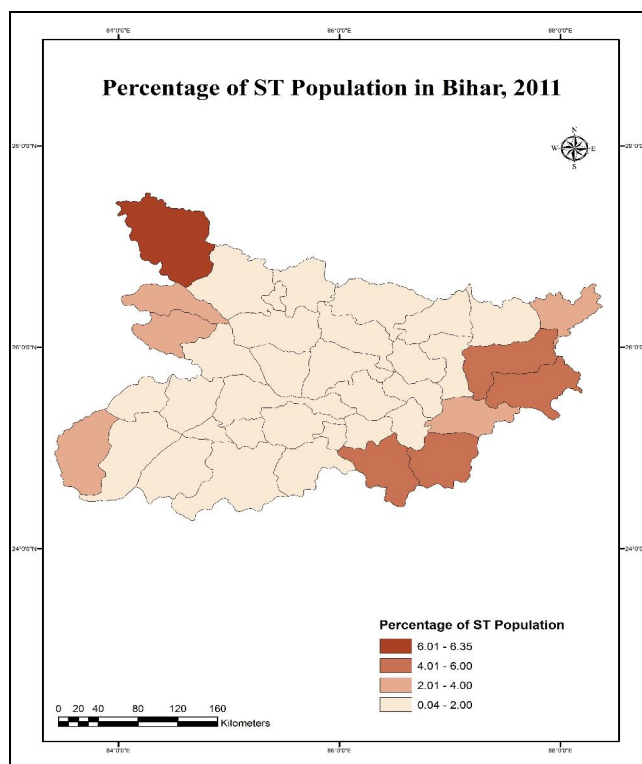 84°0'0"E 86°0'0"E 88°0'0"E
Percentage of ST Population in Bihar, 2011
N
W E
S
28°0'0"N 28°0'0"N
26°0'0"N 26°0'0"N
24°0'0"N 24°0'0"N
Percentage of ST Population
6.01 - 6.35
4.01 - 6.00
2.01 - 4.00
0.04 - 2.00
0 20 40 80 120 160
Kilometers
84°0'0"E 86°0'0"E 88°0'0"E